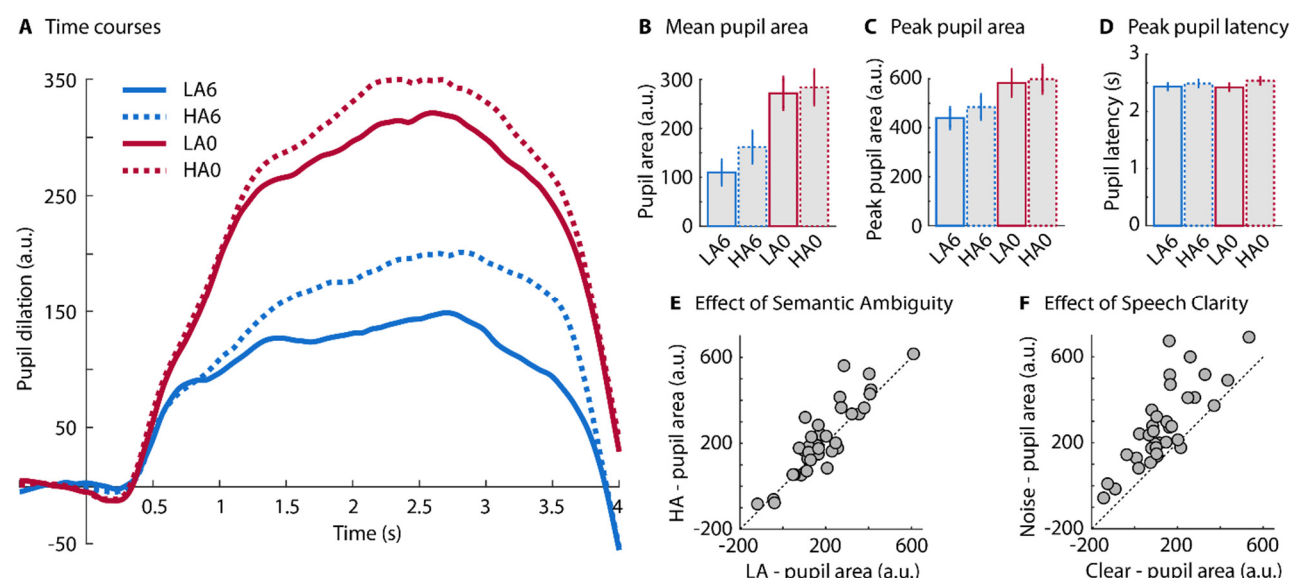 A Time courses
350
250
150
50
-50
Pupil dilation (a.u.)
LA6
HA6
LA0
HA0
0.5 1 1.5 2 2.5 3 3.5 4
Time (s)
B Mean pupil area
300
200
100
0
Pupil area (a.u.)
LA6 HA6 LA0 HA0
C Peak pupil area
600
400
200
0
Peak pupil area (a.u.)
LA6 HA6 LA0 HA0
D Peak pupil latency
3
2
1
0
Pupil latency (s)
LA6 HA6 LA0 HA0
E Effect of Semantic Ambiguity
600
200
-200
HA - pupil area (a.u.)
-200 200 600
LA - pupil area (a.u.)
F Effect of Speech Clarity
600
200
-200
Noise - pupil area (a.u.)
-200 200 600
Clear - pupil area (a.u.)